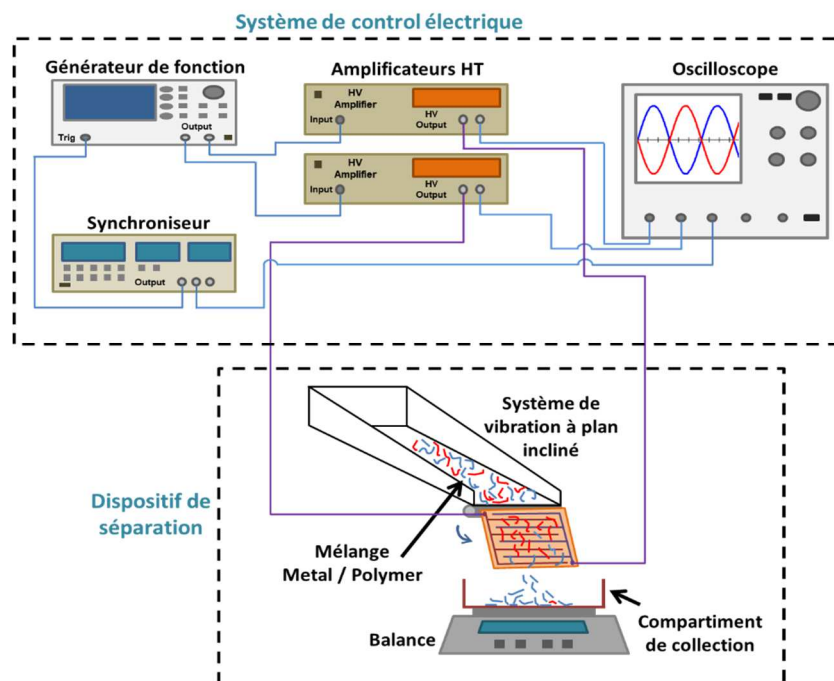 Système de control électrique
Générateur de fonction
Amplificateurs HT
Oscilloscope
Trig
Output
HV
Amplifier
Input
HV
Output
HV
Amplifier
Input
HV
Output
Synchroniseur
Output
Système de
vibration à plan
incliné
Dispositif de
séparation
Mélange
Metal / Polymer
Balance
Compartiment
de collection